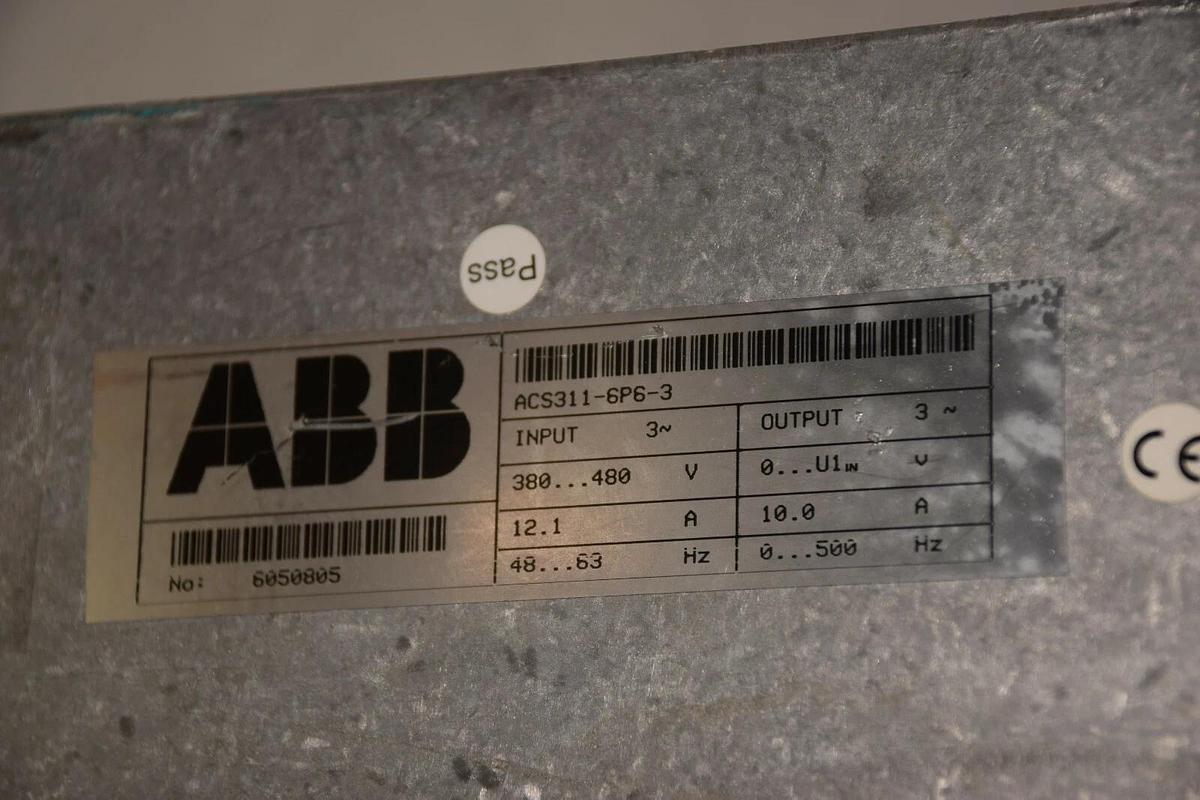 Pass
ABB
ACS311-6P6-3
INPUT 3~ OUTPUT 3 ~
380...480 V 0...U1IN V
12.1 A 10.0 A
48...63 Hz 0...500 Hz
No: 6050805
CE